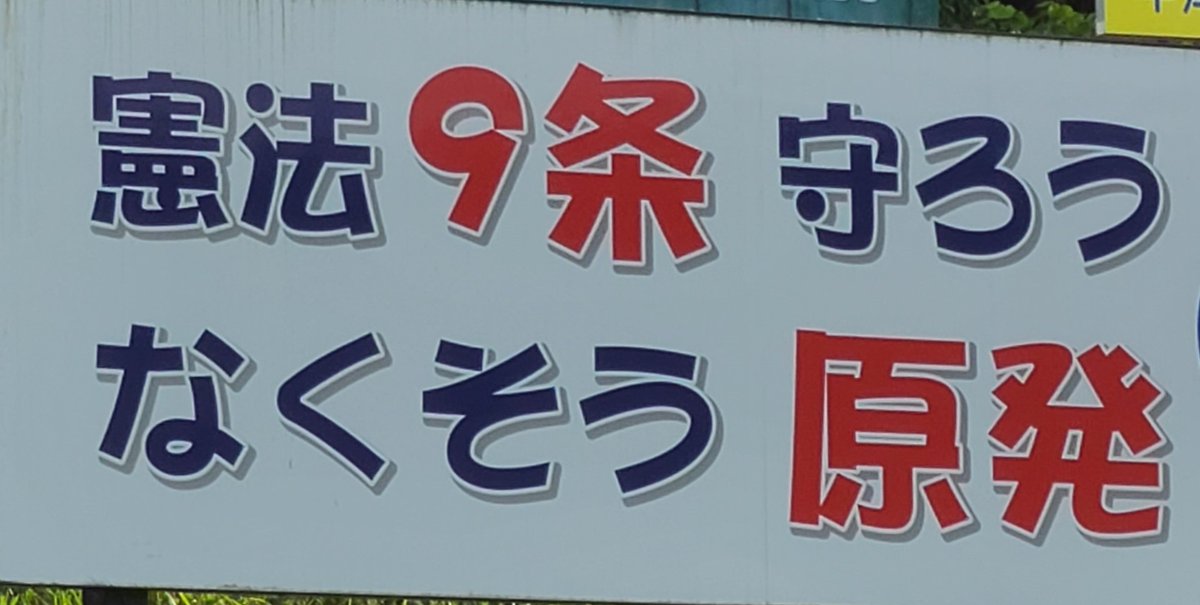 憲法9条 守ろう
なくそう 原発